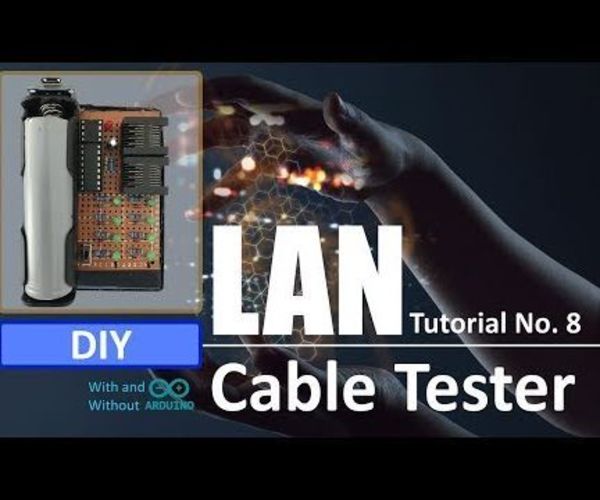 LAN
Tutorial No. 8
DIY
Cable Tester
With and
Without ARDUINO